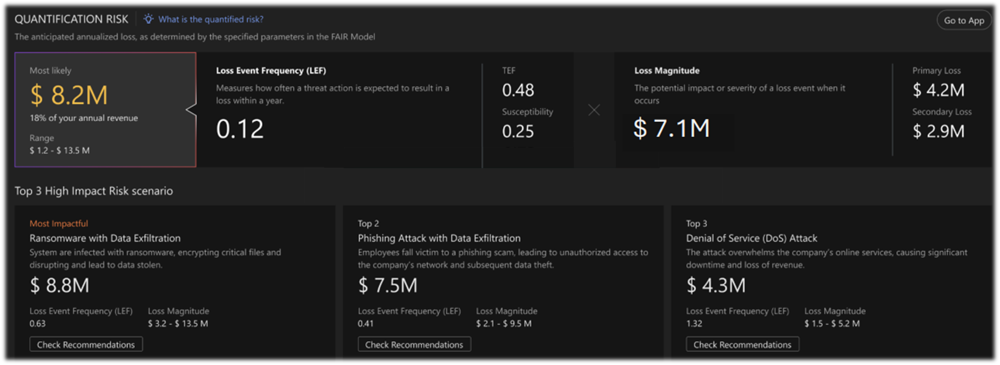 QUANTIFICATION RISK
What is the quantified risk?
Go to App
The anticipated annualized loss, as determined by the specified parameters in the FAIR Model
Most likely
$ 8.2M
18% of your annual revenue
Range
$ 1.2 - $ 13.5 M
Loss Event Frequency (LEF)
Measures how often a threat action is expected to result in a
loss within a year.
0.12
TEF
0.48
Susceptibility
0.25
Loss Magnitude
The potential impact or severity of a loss event when it
occurs
$ 7.1M
Primary Loss
$ 4.2M
Secondary Loss
$ 2.9M
Top 3 High Impact Risk scenario
Most Impactful
Ransomware with Data Exfiltration
System are infected with ransomware, encrypting critical files and
disrupting and lead to data stolen.
$ 8.8M
Loss Event Frequency (LEF)
0.63
Loss Magnitude
$ 3.2 - $ 13.5 M
Check Recommendations
Top 2
Phishing Attack with Data Exfiltration
Employees fall victim to a phishing scam, leading to unauthorized access to
the company's network and subsequent data theft.
$ 7.5M
Loss Event Frequency (LEF)
0.41
Loss Magnitude
$ 2.1 - $ 9.5 M
Check Recommendations
Top 3
Denial of Service (DoS) Attack
The attack overwhelms the company's online services, causing significant
downtime and loss of revenue.
$ 4.3M
Loss Event Frequency (LEF)
1.32
Loss Magnitude
$ 1.5 - $ 5.2 M
Check Recommendations